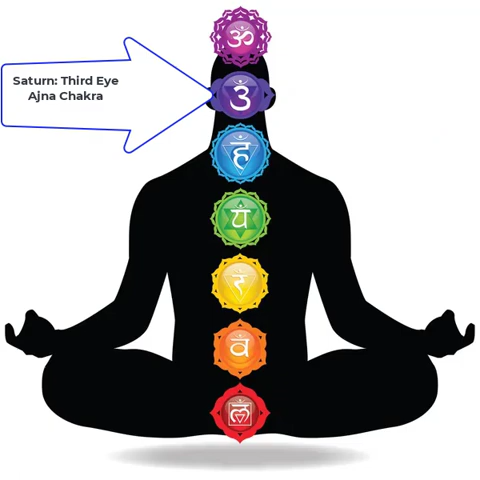 ॐ
Saturn: Third Eye
Ajna Chakra
ॐ
हं
यं
रं
वं
लं